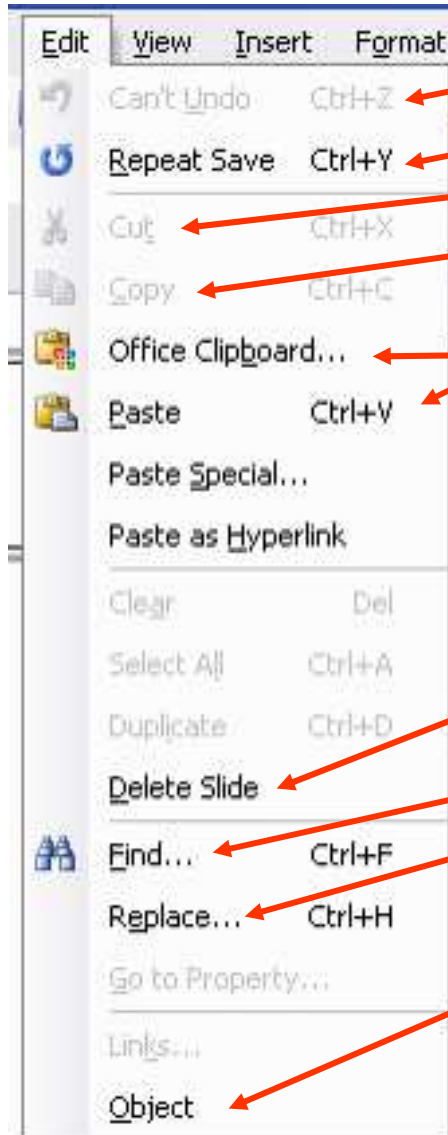 Edit View Insert Format
Can't Undo Ctrl+Z
Repeat Save Ctrl+Y
Cut Ctrl+X
Copy Ctrl+C
Office Clipboard...
Paste Ctrl+V
Paste Special...
Paste as Hyperlink
Clear Del
Select All Ctrl+A
Duplicate Ctrl+D
Delete Slide
Find... Ctrl+F
Replace... Ctrl+H
Go to Property...
Links...
Object